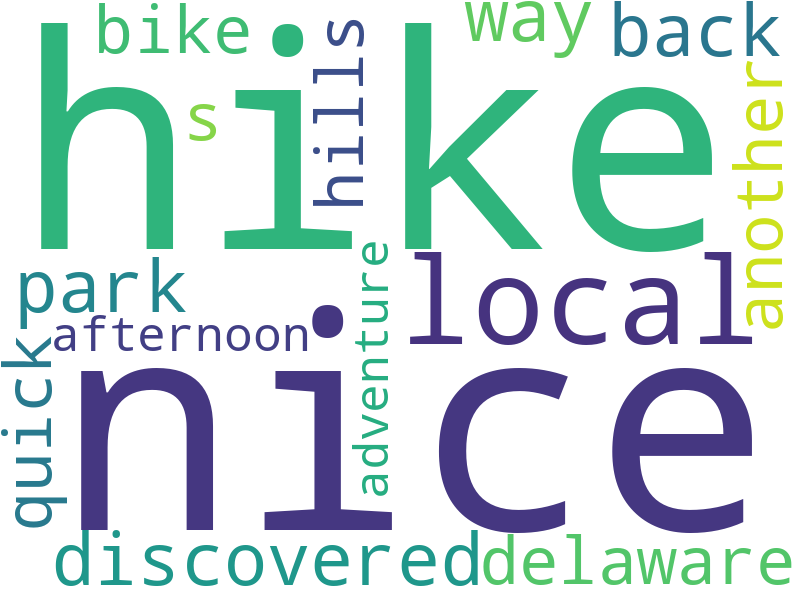 bike
way
back
hike
s
hills
another
park
local
afternoon
adventure
quick
nice
discovered
delaware